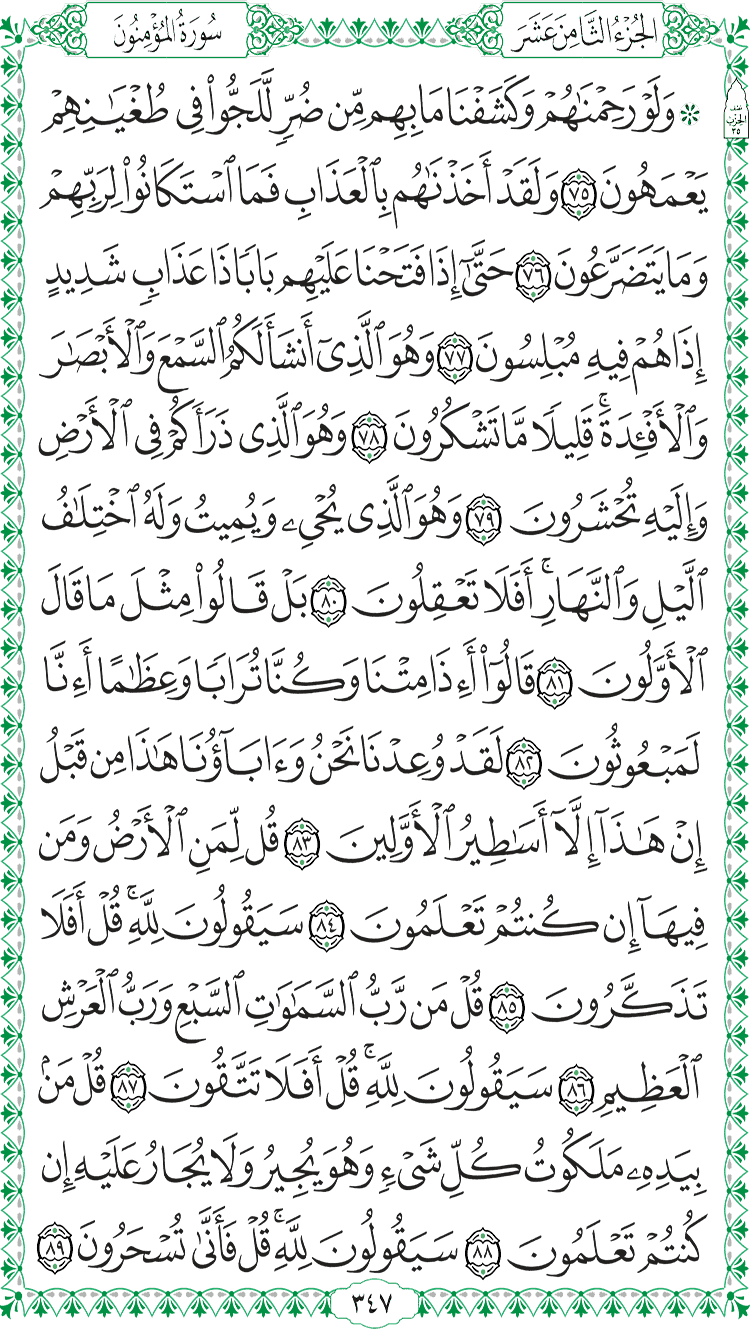 الجُزْءُ الثَّامِنَ عَشَرَ
سُورَةُ المُؤْمِنُونَ
نصف الحزب ٣٥
۞ وَلَوْ رَحِمْنَٰهُمْ وَكَشَفْنَا مَا بِهِم مِّن ضُرّٖ لَّلَجُّواْ فِي طُغْيَٰنِهِمْ
يَعْمَهُونَ ٧٥ وَلَقَدْ أَخَذْنَٰهُم بِٱلْعَذَابِ فَمَا ٱسْتَكَانُواْ لِرَبِّهِمْ
وَمَا يَتَضَرَّعُونَ ٧٦ حَتَّىٰٓ إِذَا فَتَحْنَا عَلَيْهِم بَابٗا ذَا عَذَابٖ شَدِيدٍ
إِذَا هُمْ فِيهِ مُبْلِسُونَ ٧٧ وَهُوَ ٱلَّذِيٓ أَنشَأَ لَكُمُ ٱلسَّمْعَ وَٱلْأَبْصَٰرَ
وَٱلْأَفْـِٔدَةَۚ قَلِيلٗا مَّا تَشْكُرُونَ ٧٨ وَهُوَ ٱلَّذِي ذَرَأَكُمْ فِي ٱلْأَرْضِ
وَإِلَيْهِ تُحْشَرُونَ ٧٩ وَهُوَ ٱلَّذِي يُحْيِۦ وَيُمِيتُ وَلَهُ ٱخْتِلَٰفُ
ٱلَّيْلِ وَٱلنَّهَارِۚ أَفَلَا تَعْقِلُونَ ٨٠ بَلْ قَالُواْ مِثْلَ مَا قَالَ
ٱلْأَوَّلُونَ ٨١ قَالُوٓاْ أَءِذَا مِتْنَا وَكُنَّا تُرَابٗا وَعِظَٰمًا أَءِنَّا
لَمَبْعُوثُونَ ٨٢ لَقَدْ وُعِدْنَا نَحْنُ وَءَابَآؤُنَا هَٰذَا مِن قَبْلُ
إِنْ هَٰذَآ إِلَّآ أَسَٰطِيرُ ٱلْأَوَّلِينَ ٨٣ قُل لِّمَنِ ٱلْأَرْضُ وَمَن
فِيهَآ إِن كُنتُمْ تَعْلَمُونَ ٨٤ سَيَقُولُونَ لِلَّهِۚ قُلْ أَفَلَا
تَذَكَّرُونَ ٨٥ قُلْ مَن رَّبُّ ٱلسَّمَٰوَٰتِ ٱلسَّبْعِ وَرَبُّ ٱلْعَرْشِ
ٱلْعَظِيمِ ٨٦ سَيَقُولُونَ لِلَّهِۚ قُلْ أَفَلَا تَتَّقُونَ ٨٧ قُلْ مَنۢ
بِيَدِهِۦ مَلَكُوتُ كُلِّ شَيْءٖ وَهُوَ يُجِيرُ وَلَا يُجَارُ عَلَيْهِ إِن
كُنتُمْ تَعْلَمُونَ ٨٨ سَيَقُولُونَ لِلَّهِۚ قُلْ فَأَنَّىٰ تُسْحَرُونَ ٨٩
٣٤٧